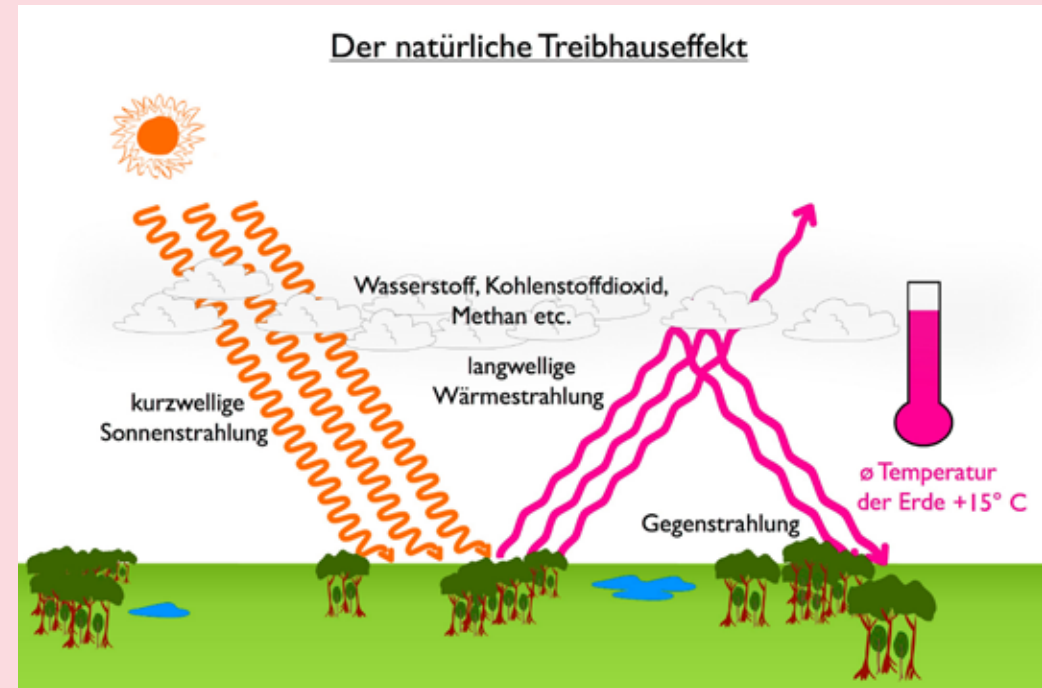 Der natürliche Treibhauseffekt
Wasserstoff, Kohlenstoffdioxid,
Methan etc.
langwellige
Wärmestrahlung
kurzwellige
Sonnenstrahlung
ø Temperatur
der Erde +15° C
Gegenstrahlung